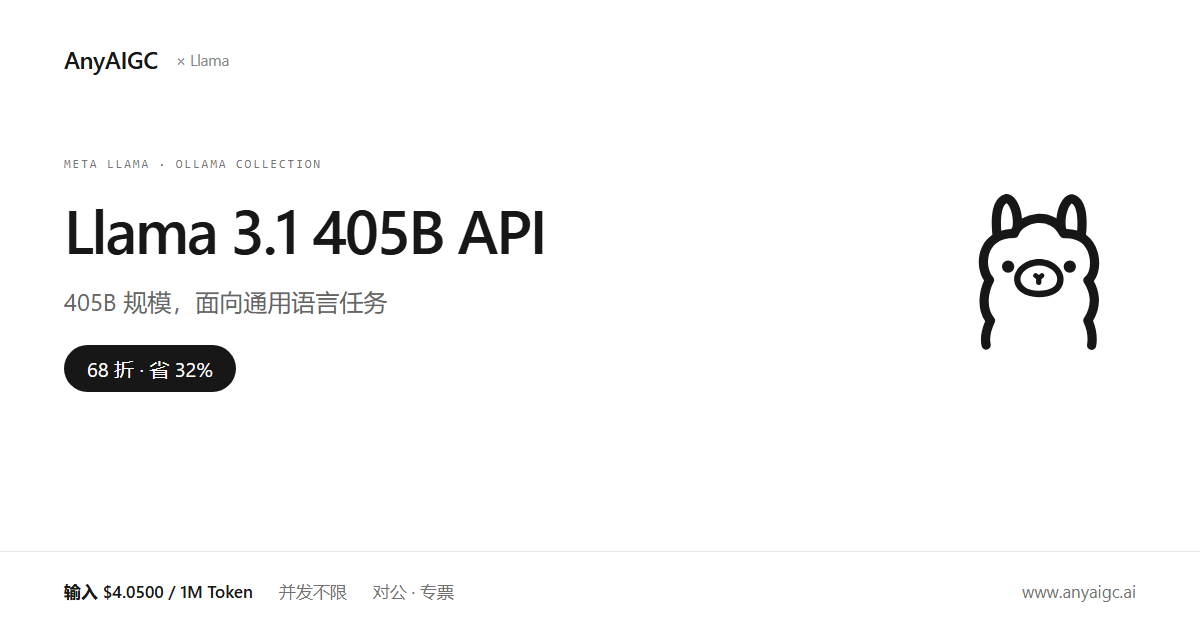 AnyAIGC × Llama
META LLAMA · OLLAMA COLLECTION
Llama 3.1 405B API
405B 规模，面向通用语言任务
68 折 · 省 32%
输入 $4.0500 / 1M Token 并发不限 对公 · 专票 www.anyaigc.ai